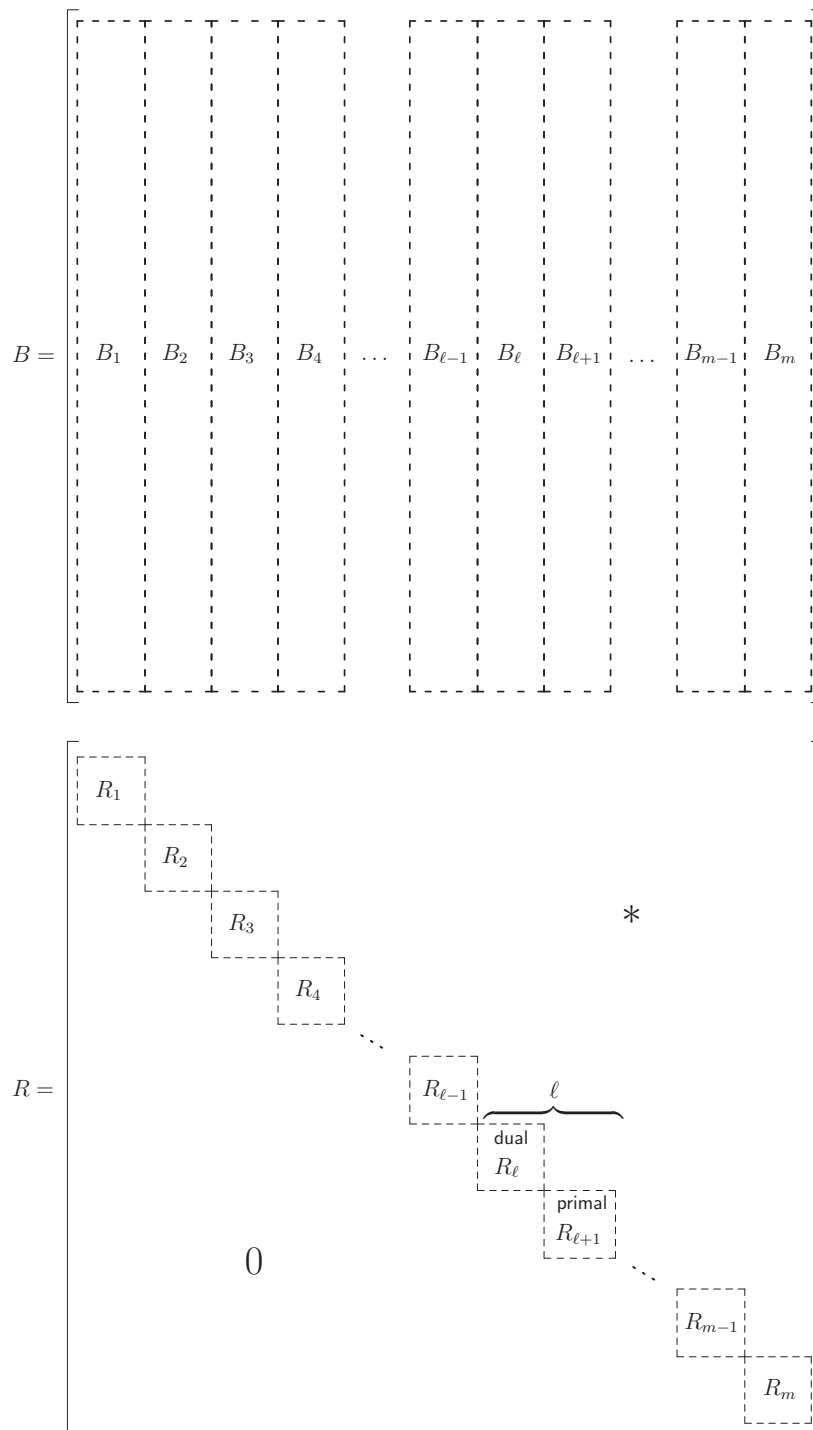 B = B_1 B_2 B_3 B_4 … B_{ℓ−1} B_ℓ B_{ℓ+1} … B_{m−1} B_m
R_1
R_2
R_3
*
R_4
⋱
R = R_{ℓ−1} ℓ
dual
R_ℓ
primal
R_{ℓ+1}
0
⋱
R_{m−1}
R_m